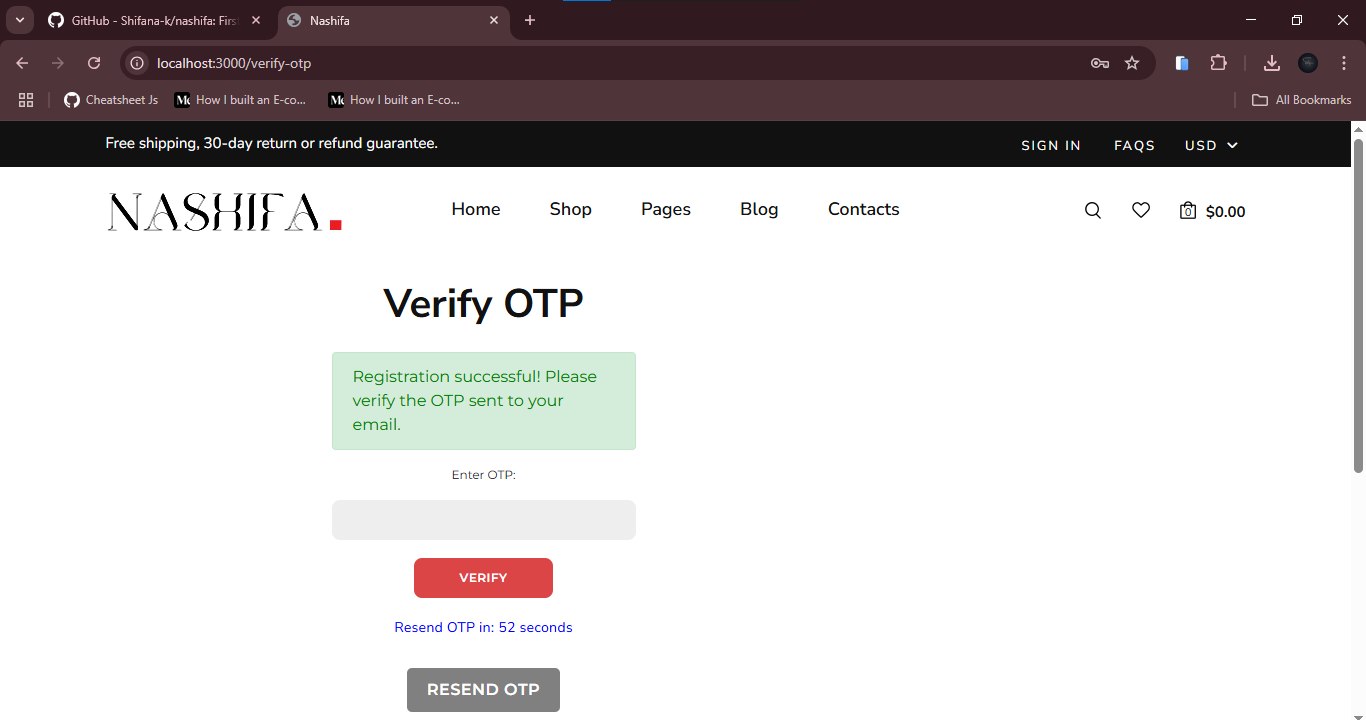 GitHub - Shifana-k/nashifa: Firs
Nashifa
localhost:3000/verify-otp
Cheatsheet Js
How I built an E-co...
How I built an E-co...
All Bookmarks
Free shipping, 30-day return or refund guarantee.
SIGN IN
FAQS
USD
NASHIFA.
Home
Shop
Pages
Blog
Contacts
0
$0.00
Verify OTP
Registration successful! Please
verify the OTP sent to your
email.
Enter OTP:
VERIFY
Resend OTP in: 52 seconds
RESEND OTP